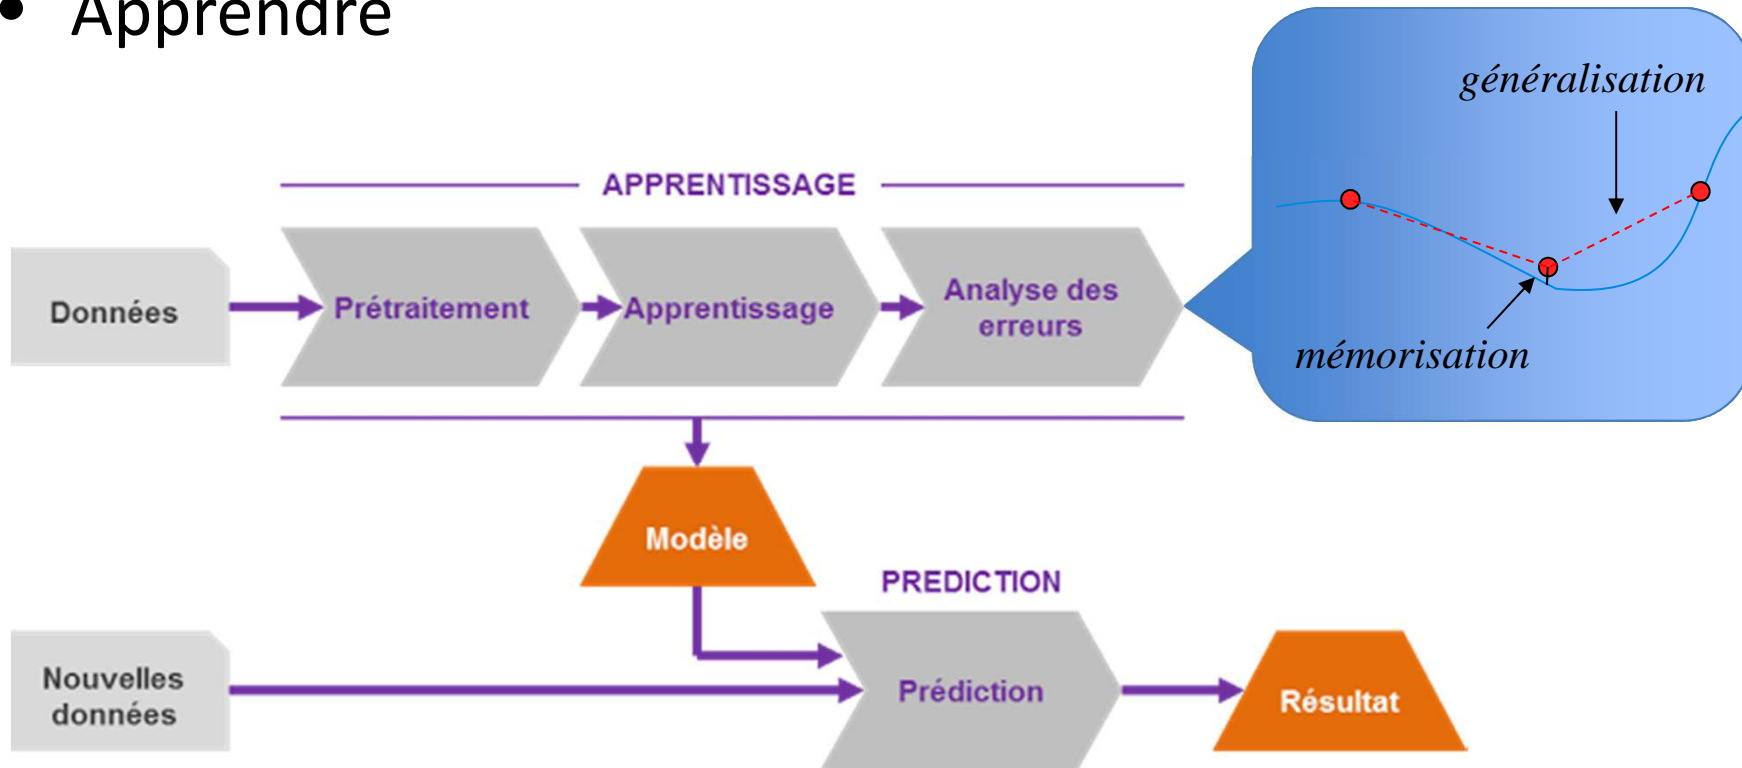 • Apprendre
généralisation
APPRENTISSAGE
Données
Prétraitement
Apprentissage
Analyse des
erreurs
mémorisation
Modèle
PREDICTION
Nouvelles
données
Prédiction
Résultat